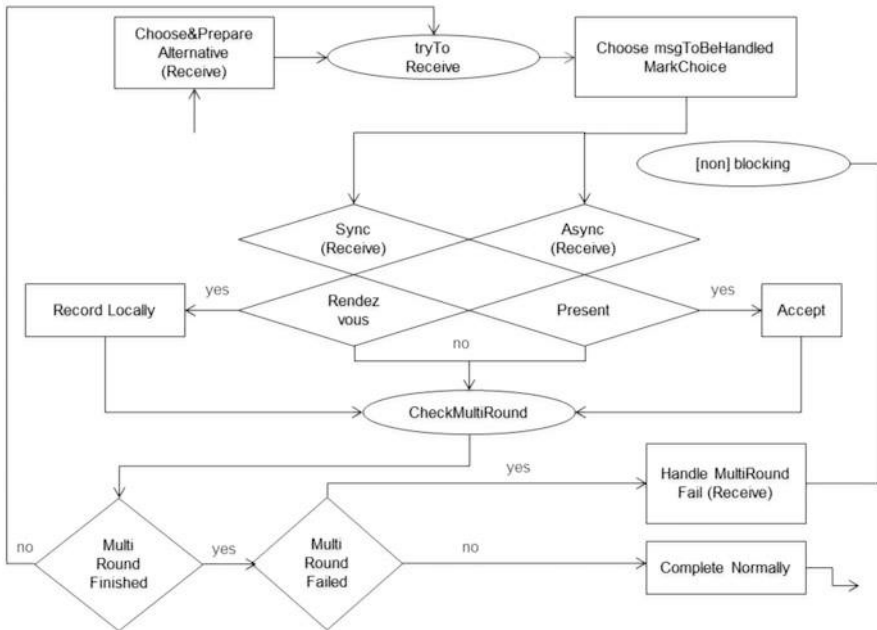 Choose&Prepare
Alternative
(Receive)
tryTo
Receive
Choose msgToBeHandled
MarkChoice
[non] blocking
Sync
(Receive)
Async
(Receive)
yes
Record Locally
Rendez
vous
Present
yes
Accept
no
CheckMultiRound
yes
Handle MultiRound
Fail (Receive)
no
Multi
Round
Finished
yes
Multi
Round
Failed
no
Complete Normally